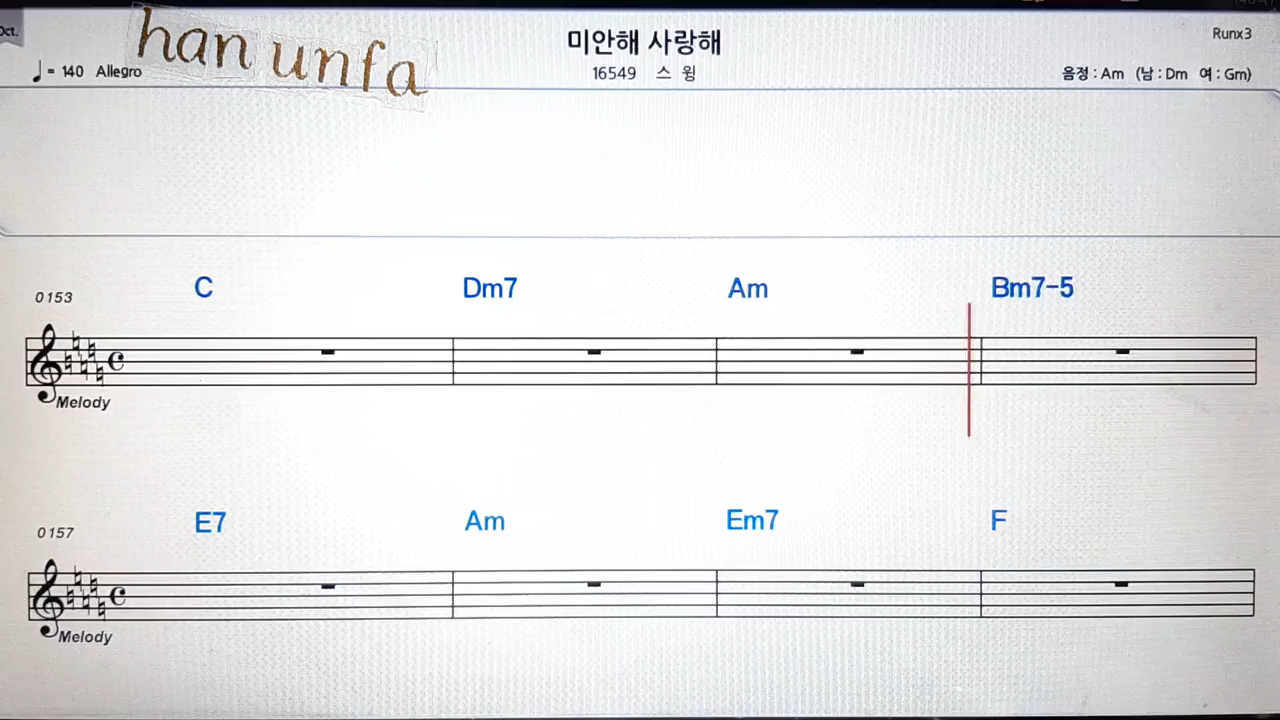 Oct.
han unfa
미안해 사랑해
Runx3
= 140 Allegro
16549 스 윙
음정 : Am (남 : Dm 여 : Gm)
C Dm7 Am Bm7-5
0153
Melody
E7 Am Em7 F
0157
Melody